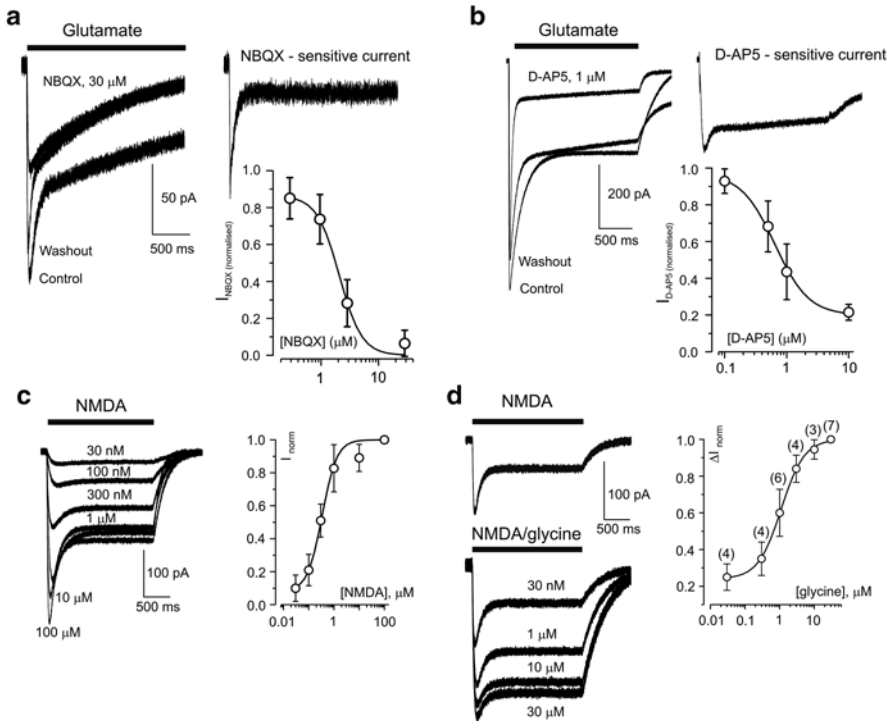 a
Glutamate
NBQX, 30 μM
50 pA
500 ms
Washout
Control
NBQX - sensitive current
1.0
0.8
0.6
0.4
0.2
0.0
I NBQX (normalised)
[NBQX] (μM)
1 10
b
Glutamate
D-AP5, 1 μM
200 pA
500 ms
Washout
Control
D-AP5 - sensitive current
1.0
0.8
0.6
0.4
0.2
0.0
I D-AP5 (normalised)
[D-AP5] (μM)
0.1 1 10
c
NMDA
30 nM
100 nM
300 nM
1 μM
10 μM
100 μM
100 pA
500 ms
1.0
0.8
0.6
0.4
0.2
0.0
I norm
[NMDA], μM
0.01 1 100
d
NMDA
100 pA
500 ms
NMDA/glycine
30 nM
1 μM
10 μM
30 μM
1.0
0.8
0.6
0.4
0.2
ΔI norm
(4) (4) (6) (4) (3) (7)
[glycine], μM
0.01 0.1 1 10